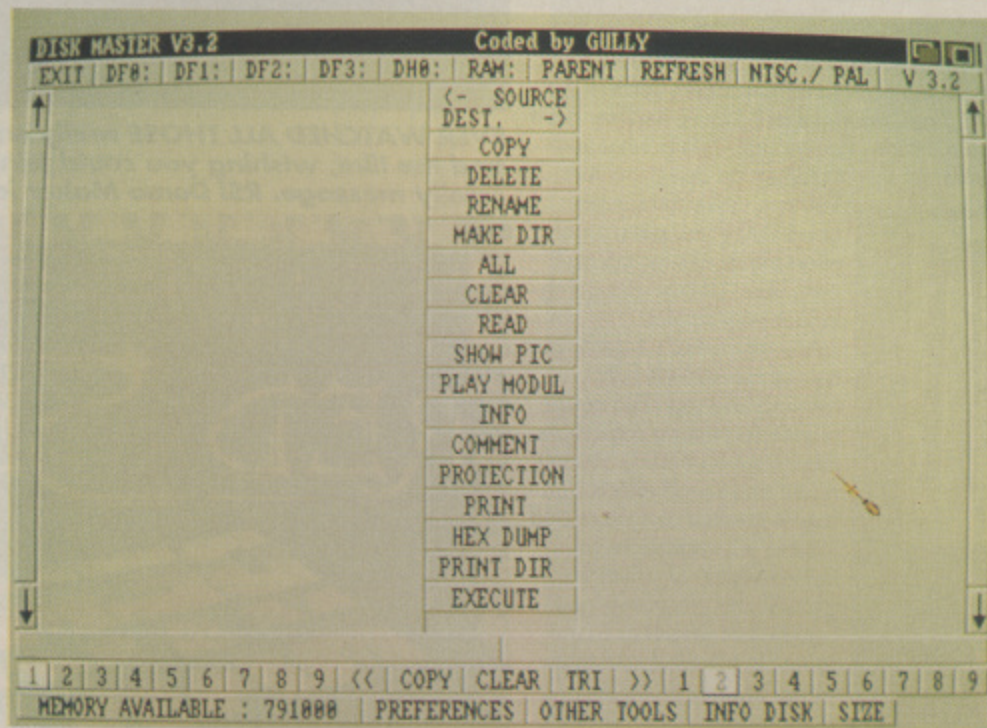 DISK MASTER V3.2 Coded by GULLY
EXIT DF0: DF1: DF2: DF3: DH0: RAM: PARENT REFRESH NTSC./ PAL V 3.2
<- SOURCE
DEST. ->
COPY
DELETE
RENAME
MAKE DIR
ALL
CLEAR
READ
SHOW PIC
PLAY MODUL
INFO
COMMENT
PROTECTION
PRINT
HEX DUMP
PRINT DIR
EXECUTE
1 2 3 4 5 6 7 8 9 << COPY CLEAR TRI >> 1 2 3 4 5 6 7 8 9
MEMORY AVAILABLE : 791000 PREFERENCES OTHER TOOLS INFO DISK SIZE